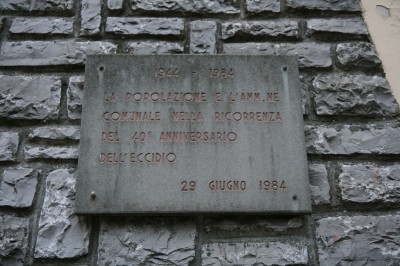 1944 - 1984
LA POPOLAZIONE E L'AMM.NE
COMUNALE NELLA RICORRENZA
DEL 40° ANNIVERSARIO
DELL'ECCIDIO
29 GIUGNO 1984